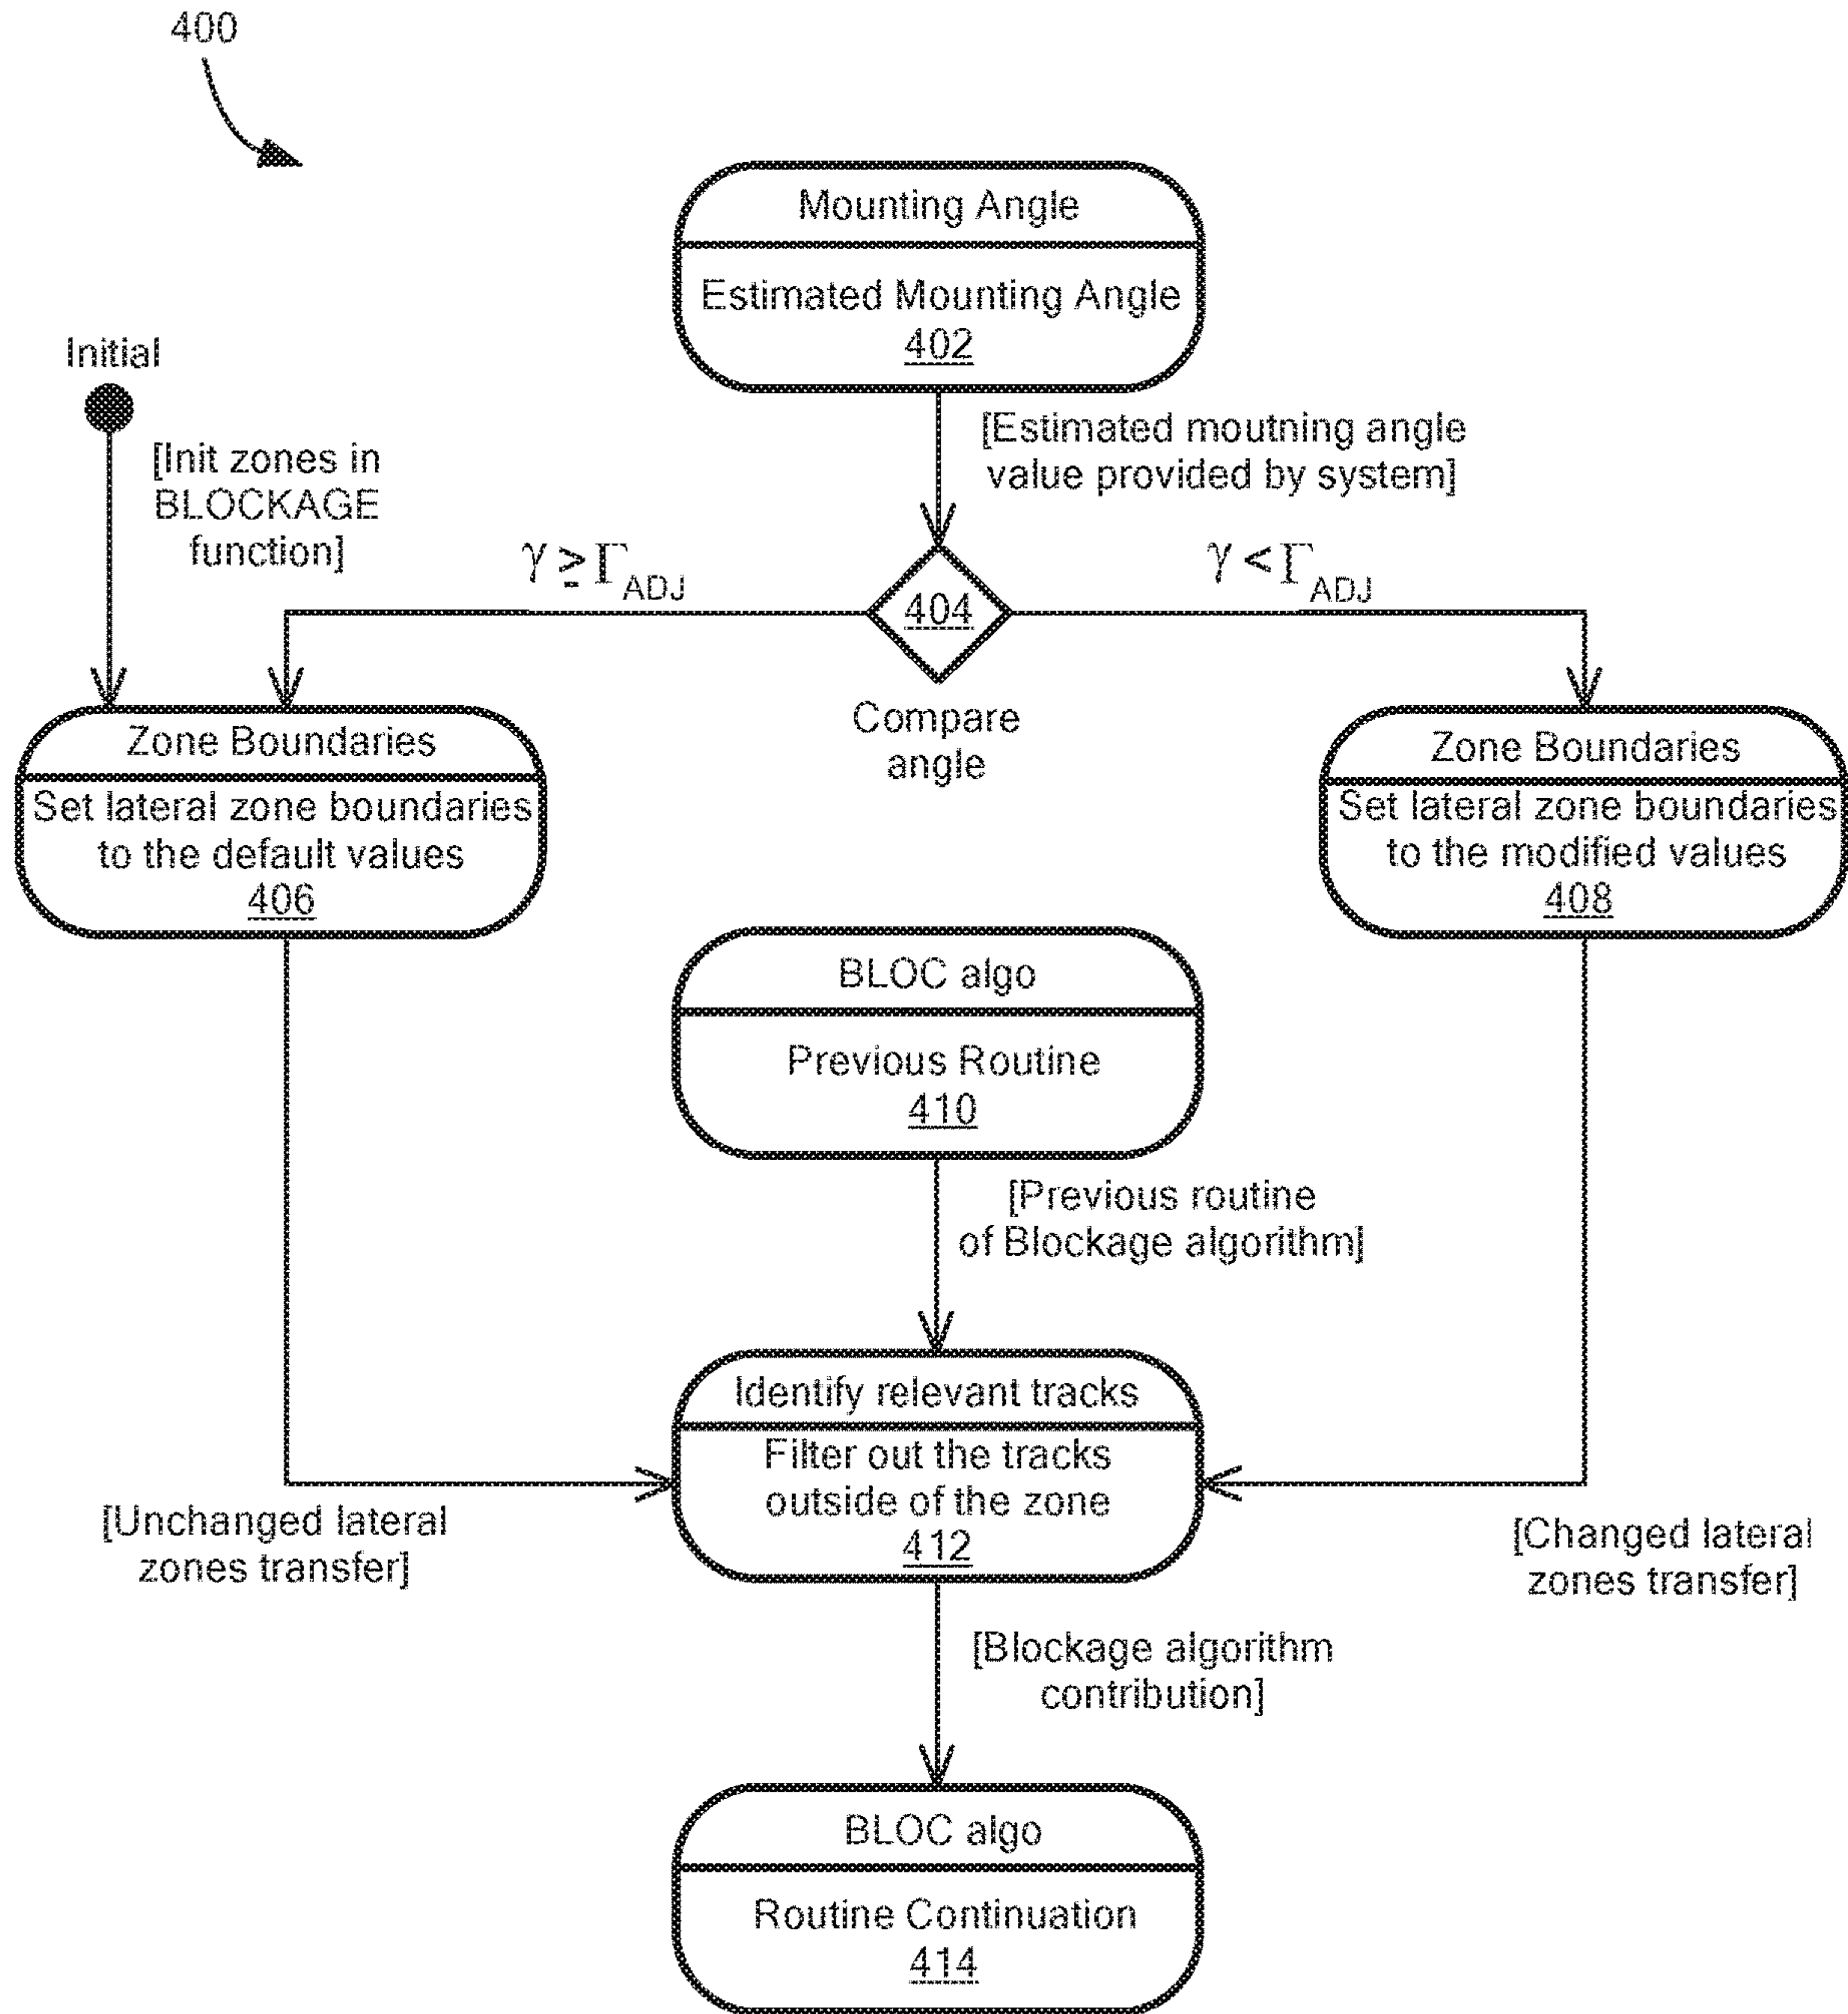 400
Mounting Angle
Estimated Mounting Angle
402
Initial
[Init zones in
BLOCKAGE
function]
[Estimated moutning angle
value provided by system]
γ ≥ Γ ADJ
γ < Γ ADJ
404
Compare
angle
Zone Boundaries
Set lateral zone boundaries
to the default values
406
Zone Boundaries
Set lateral zone boundaries
to the modified values
408
BLOC algo
Previous Routine
410
[Previous routine
of Blockage algorithm]
Identify relevant tracks
Filter out the tracks
outside of the zone
412
[Unchanged lateral
zones transfer]
[Changed lateral
zones transfer]
[Blockage algorithm
contribution]
BLOC algo
Routine Continuation
414